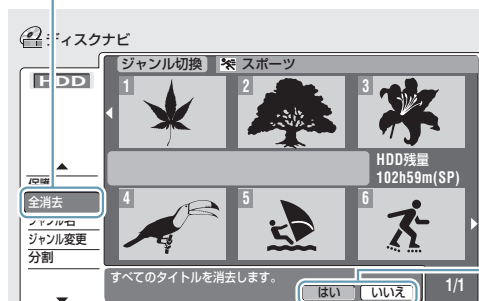 ディスクナビ
ジャンル切換 スポーツ
HDD
1
2
3
保護
全消去
ジャンル名
ジャンル変更
分割
HDD残量
102h59m(SP)
4
5
6
すべてのタイトルを消去します。
はい いいえ
1/1